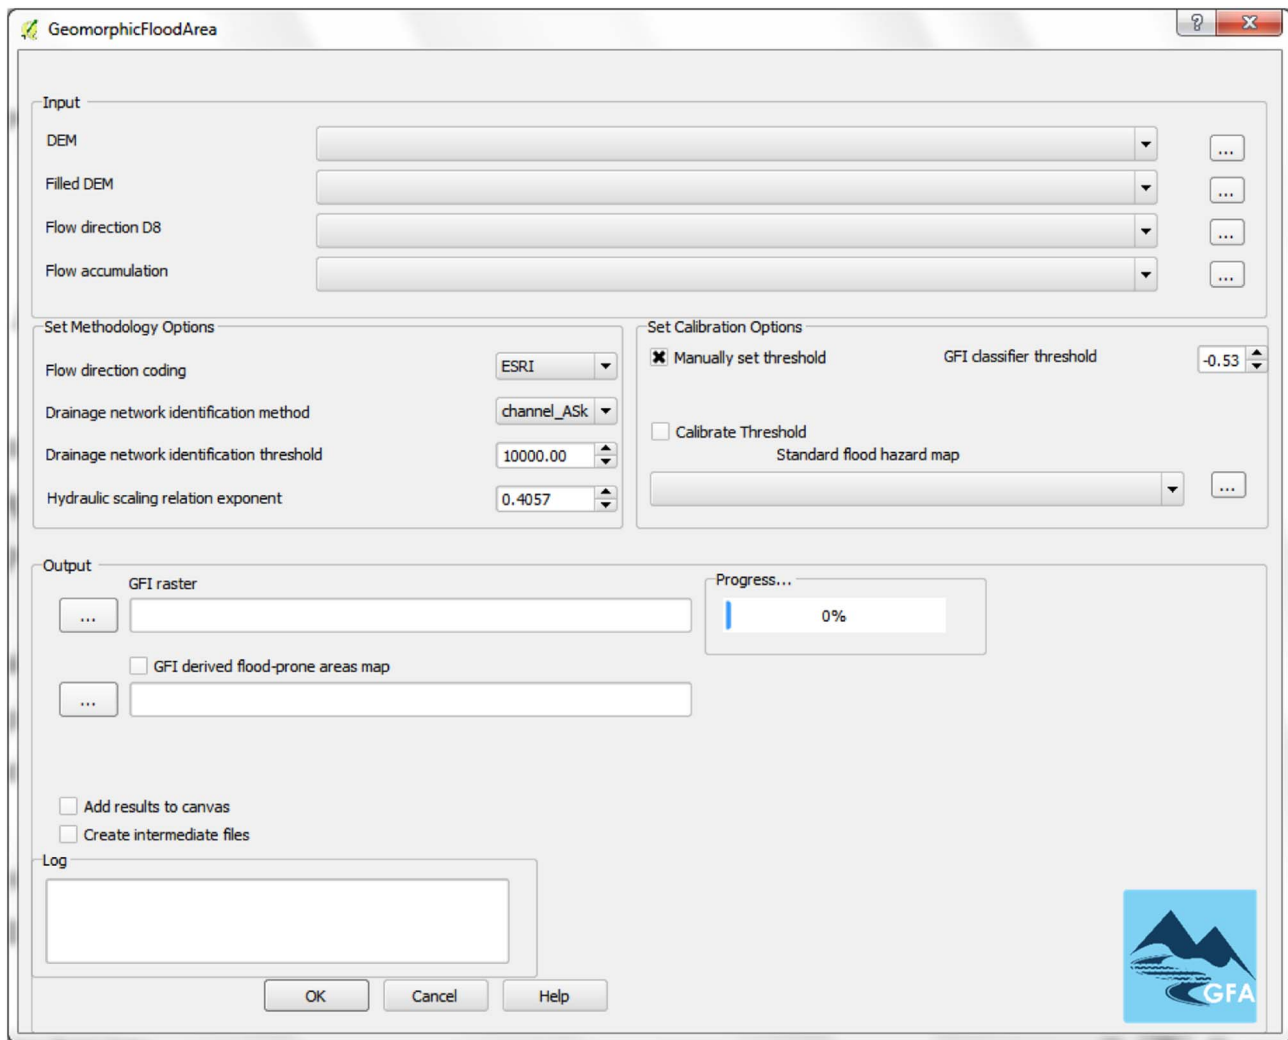 GeomorphicFloodArea
?
X
Input
DEM
...
Filled DEM
...
Flow direction D8
...
Flow accumulation
...
Set Methodology Options
Flow direction coding
ESRI
Drainage network identification method
channel_ASk
Drainage network identification threshold
10000.00
Hydraulic scaling relation exponent
0.4057
Set Calibration Options
Manually set threshold
GFI classifier threshold
-0.53
Calibrate Threshold
Standard flood hazard map
...
Output
GFI raster
...
Progress...
0%
GFI derived flood-prone areas map
...
Add results to canvas
Create intermediate files
Log
OK
Cancel
Help
GFA